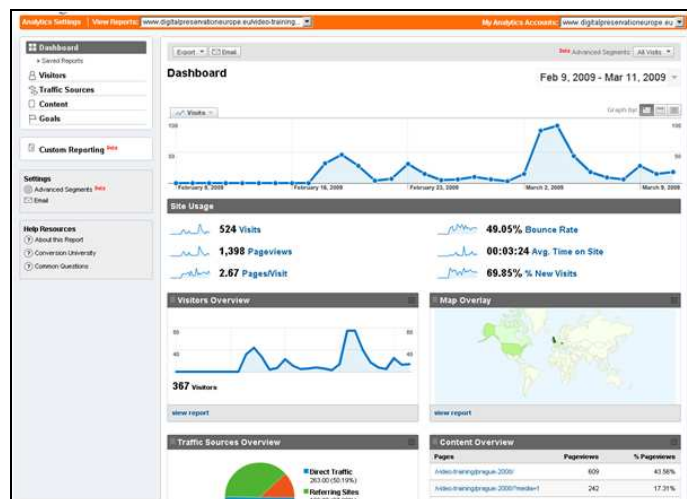 Analytics Settings | View Reports: www.digitalpreservationeurope.eu/video-training...
My Analytics Accounts: www.digitalpreservationeurope.eu
Dashboard
Saved Reports
Visitors
Traffic Sources
Content
Goals
Custom Reporting Beta
Settings
Advanced Segments Beta
Email
Help Resources
About this Report
Conversion University
Common Questions
Export
Email
Beta Advanced Segments: All Visits
Dashboard
Feb 9, 2009 - Mar 11, 2009
Visits
Graph by:
100
100
50
50
February 9, 2009
February 16, 2009
February 23, 2009
March 2, 2009
March 9, 2009
Site Usage
524 Visits
49.05% Bounce Rate
1,398 Pageviews
00:03:24 Avg. Time on Site
2.67 Pages/Visit
69.85% % New Visits
Visitors Overview
Map Overlay
80
80
40
40
367 Visitors
view report
view report
Traffic Sources Overview
Content Overview
Pages
Pageviews
% Pageviews
Direct Traffic
263.00 (50.19%)
Referring Sites
/video-training/prague-2008/
609
43.56%
/video-training/prague-2008/?media=1
242
17.31%